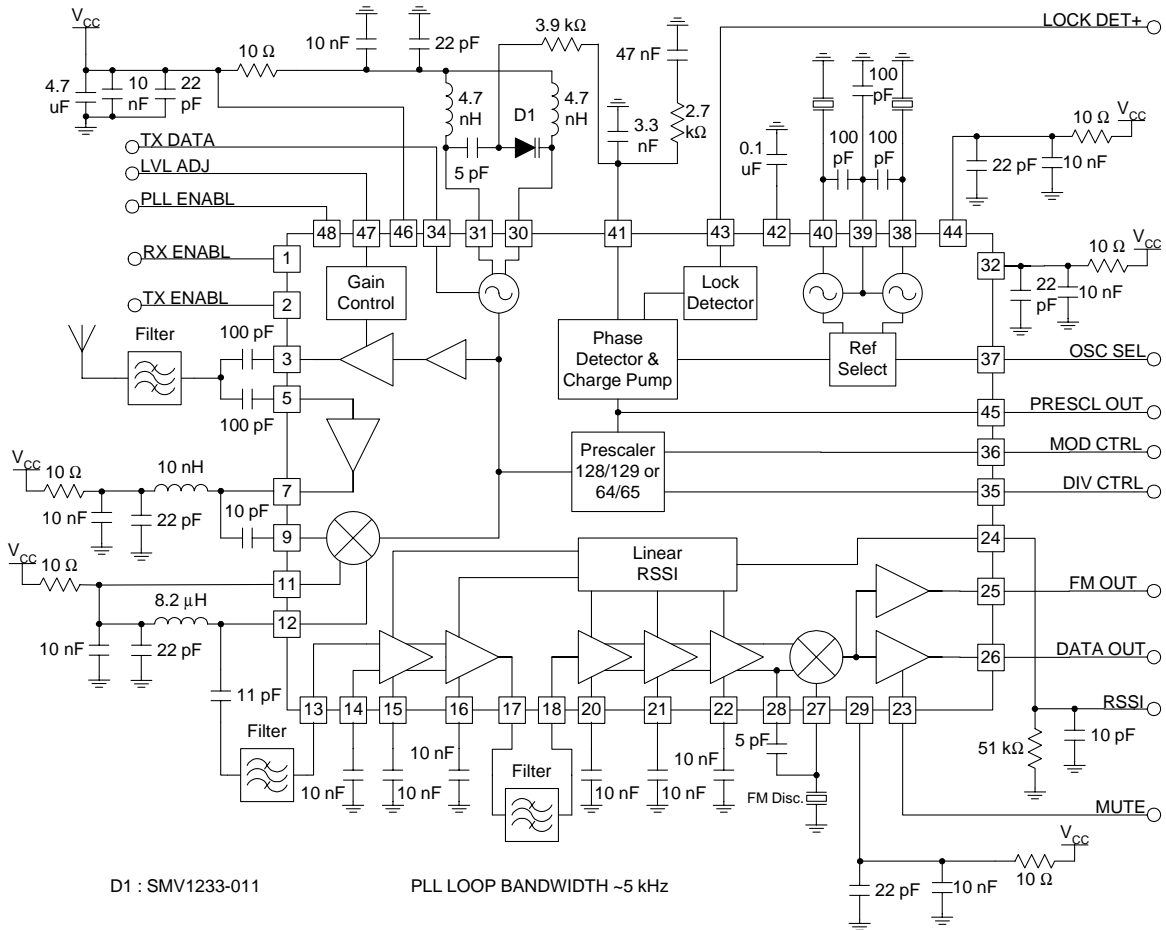 LOCK DET+
V_CC
10 Ω
10 nF
22 pF
3.9 kΩ
47 nF
4.7 uF
10 nF
22 pF
4.7 nH
D1
4.7 nH
5 pF
3.3 nF
2.7 kΩ
0.1 uF
100 pF
100 pF
100 pF
10 Ω
V_CC
22 pF
10 nF
TX DATA
LVL ADJ
PLL ENABL
48
47
46
34
31
30
41
43
42
40
39
38
44
RX ENABL
1
TX ENABL
2
Gain Control
Lock Detector
32
10 Ω
V_CC
22 pF
10 nF
Filter
100 pF
3
5
100 pF
Phase Detector & Charge Pump
Ref Select
37
OSC SEL
45
PRESCL OUT
Prescaler 128/129 or 64/65
36
MOD CTRL
35
DIV CTRL
V_CC
10 Ω
10 nH
7
10 nF
22 pF
10 pF
9
V_CC
10 Ω
11
8.2 µH
12
10 nF
22 pF
11 pF
Linear RSSI
24
25
FM OUT
26
DATA OUT
13
14
15
16
17
18
20
21
22
28
27
29
23
RSSI
51 kΩ
10 pF
Filter
10 nF
10 nF
10 nF
Filter
10 nF
10 nF
10 nF
5 pF
FM Disc.
MUTE
V_CC
10 Ω
22 pF
10 nF
D1 : SMV1233-011
PLL LOOP BANDWIDTH ~5 kHz